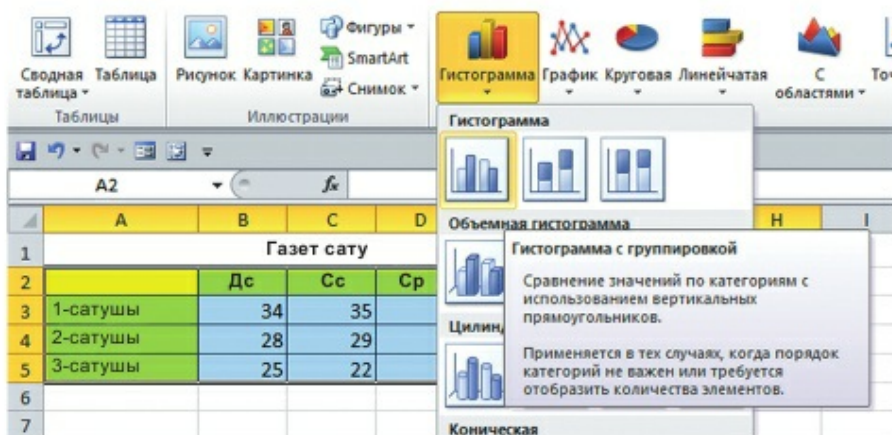 Сводная таблица
Таблица
Рисунок
Картинка
Фигуры
SmartArt
Снимок
Гистограмма
График
Круговая
Линейчатая
С областями
Таблицы
Иллюстрации
Гистограмма
A2
fx
A B C D H I
Объемная гистограмма
1 Газет сату
Гистограмма с группировкой
2 Дс Сс Ср
Сравнение значений по категориям с
использованием вертикальных
прямоугольников.
3 1-сатушы 34 35
4 2-сатушы 28 29
Применяется в тех случаях, когда порядок
категорий не важен или требуется
отобразить количества элементов.
5 3-сатушы 25 22
6
7
Коническая